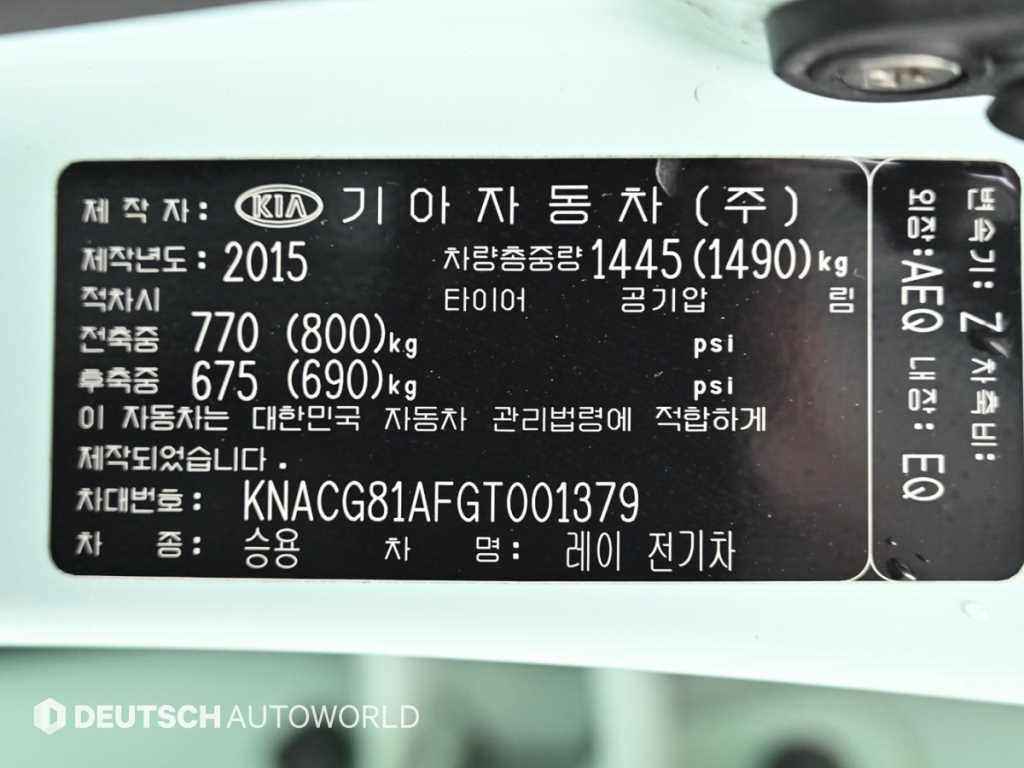 제 작 자 : KIA 기 아 자 동 차 (주)
제작년도 : 2015 차량총중량 1445 (1490)kg
적차시 타이어 공기압 림
전축중 770 (800)kg psi
후축중 675 (690)kg psi
이 자동차는 대한민국 자동차 관리법령에 적합하게
제작되었습니다.
차대번호 : KNACG81AFGT001379
차 종 : 승용 차 명 : 레이 전기차
변속기: Z 차축비:
외장:AEQ 내장: EQ
DEUTSCH AUTOWORLD